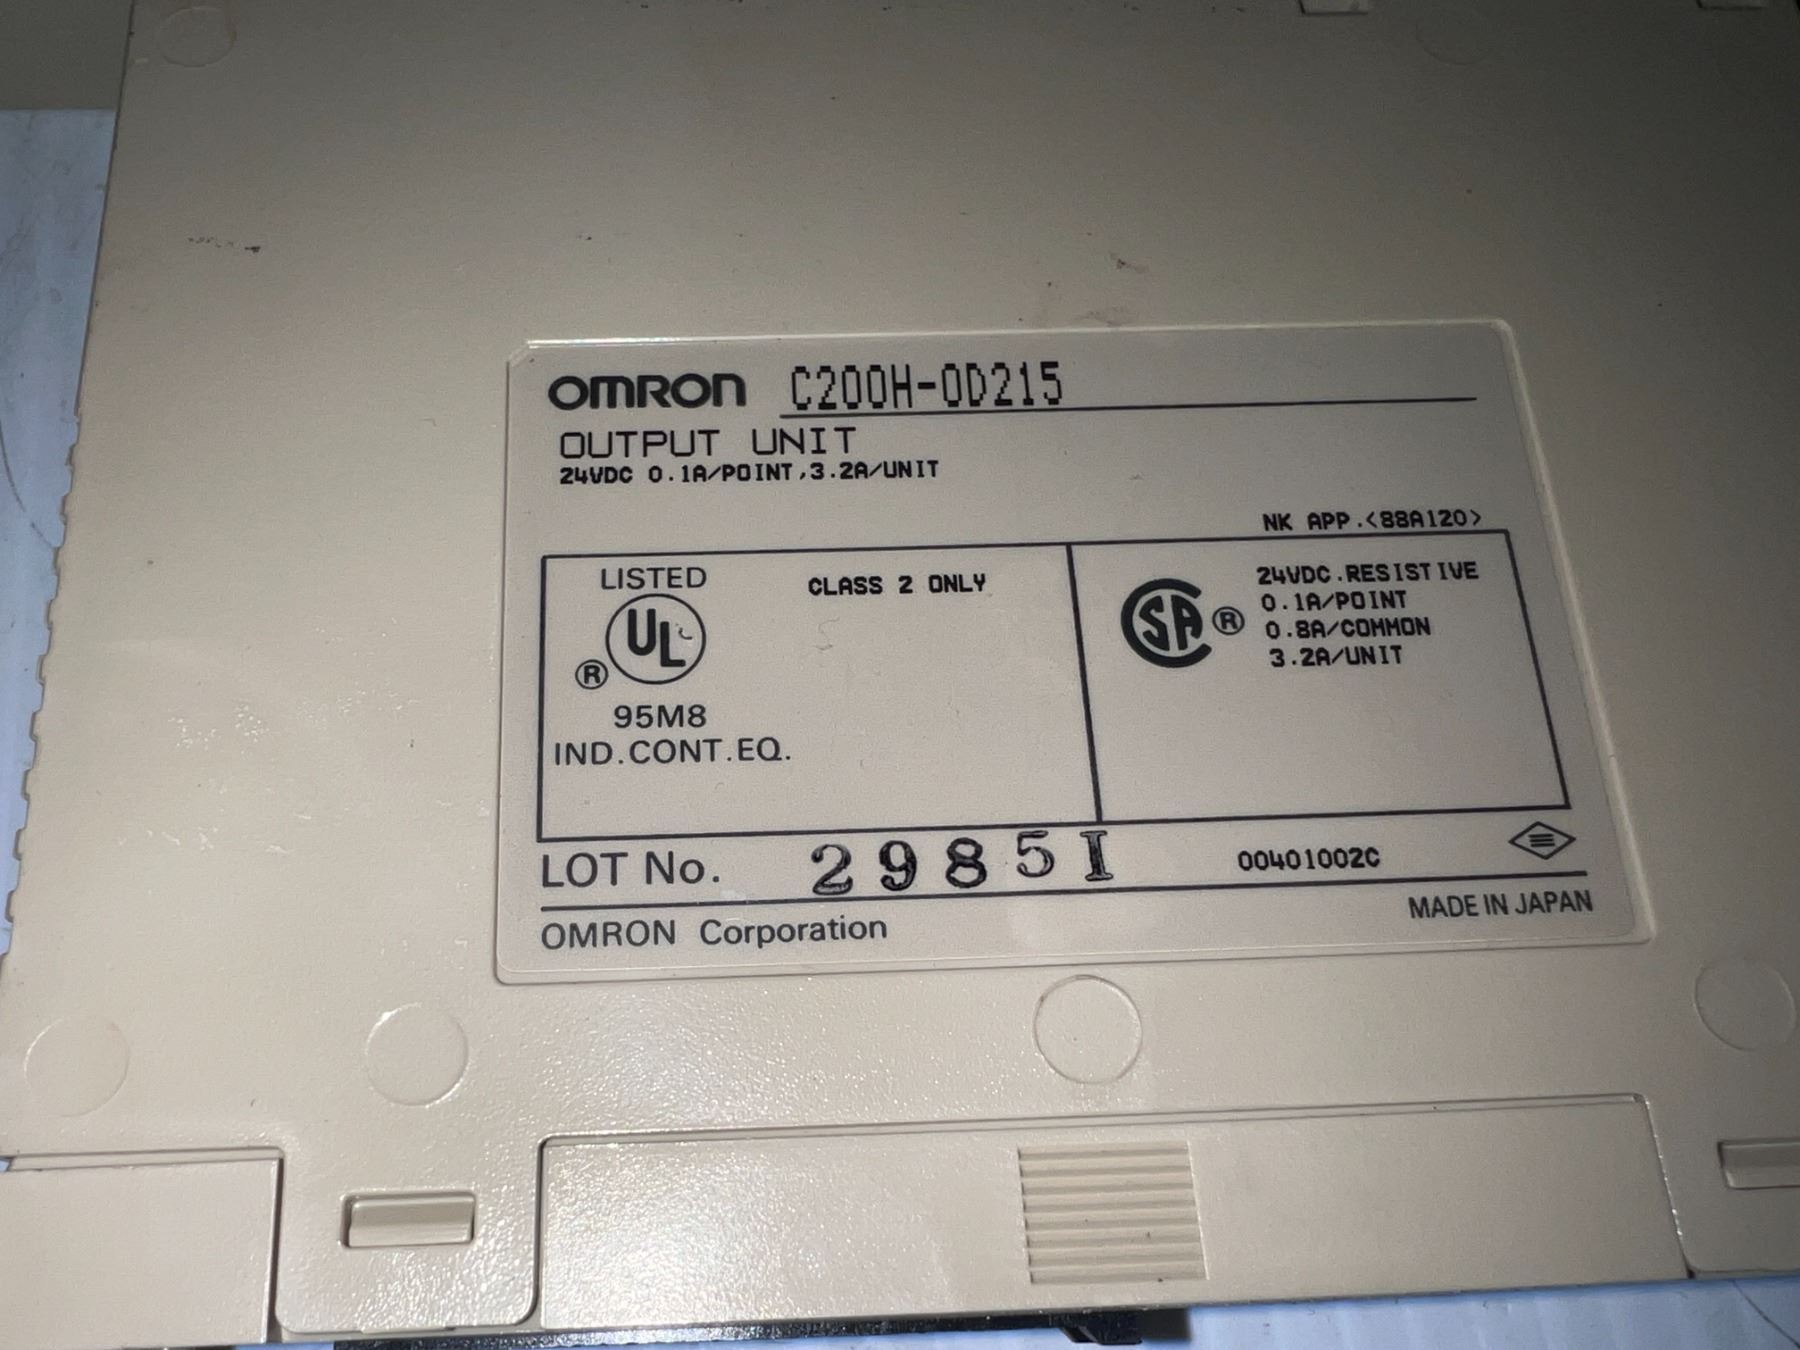 OMRON C200H-OD215
OUTPUT UNIT
24VDC 0.1A/POINT,3.2A/UNIT
NK APP.<88A120>
LISTED
CLASS 2 ONLY
UL
®
95M8
IND.CONT.EQ.
SA ®
24VDC.RESISTIVE
0.1A/POINT
0.8A/COMMON
3.2A/UNIT
LOT No. 2985I
00401002C
OMRON Corporation
MADE IN JAPAN